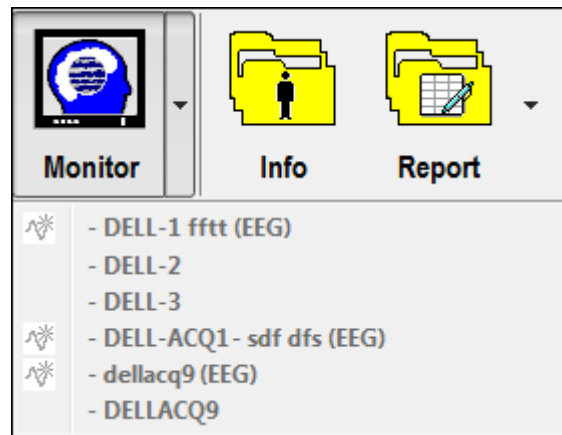 Monitor Info Report
- DELL-1 fftt (EEG)
- DELL-2
- DELL-3
- DELL-ACQ1- sdf dfs (EEG)
- dellacq9 (EEG)
- DELLACQ9